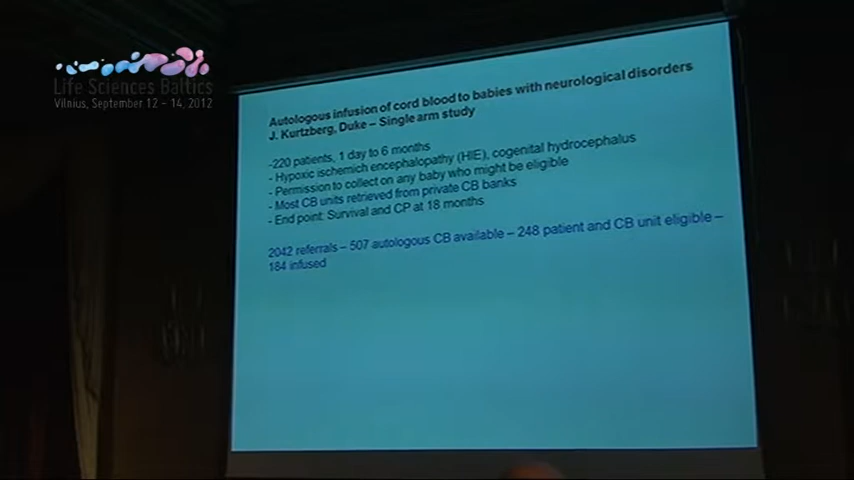 Life Sciences Baltics
Vilnius, September 12 - 14, 2012
Autologous infusion of cord blood to babies with neurological disorders
J. Kurtzberg, Duke – Single arm study
-220 patients, 1 day to 6 months
- Hypoxic ischemich encephalopathy (HIE), cogenital hydrocephalus
- Permission to collect on any baby who might be eligible
- Most CB units retrieved from private CB banks
- End point: Survival and CP at 18 months
2042 referrals – 507 autologous CB available – 248 patient and CB unit eligible –
184 infused